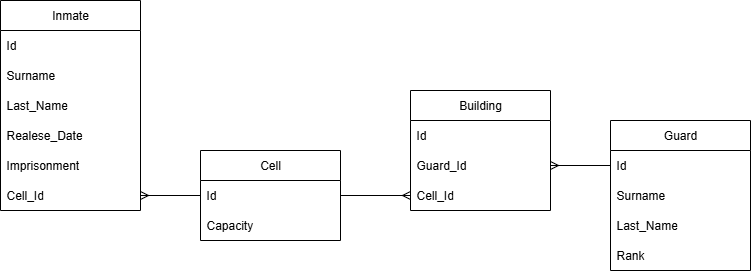 Inmate
Id
Surname
Last_Name
Realese_Date
Imprisonment
Cell_Id
Cell
Id
Capacity
Building
Id
Guard_Id
Cell_Id
Guard
Id
Surname
Last_Name
Rank